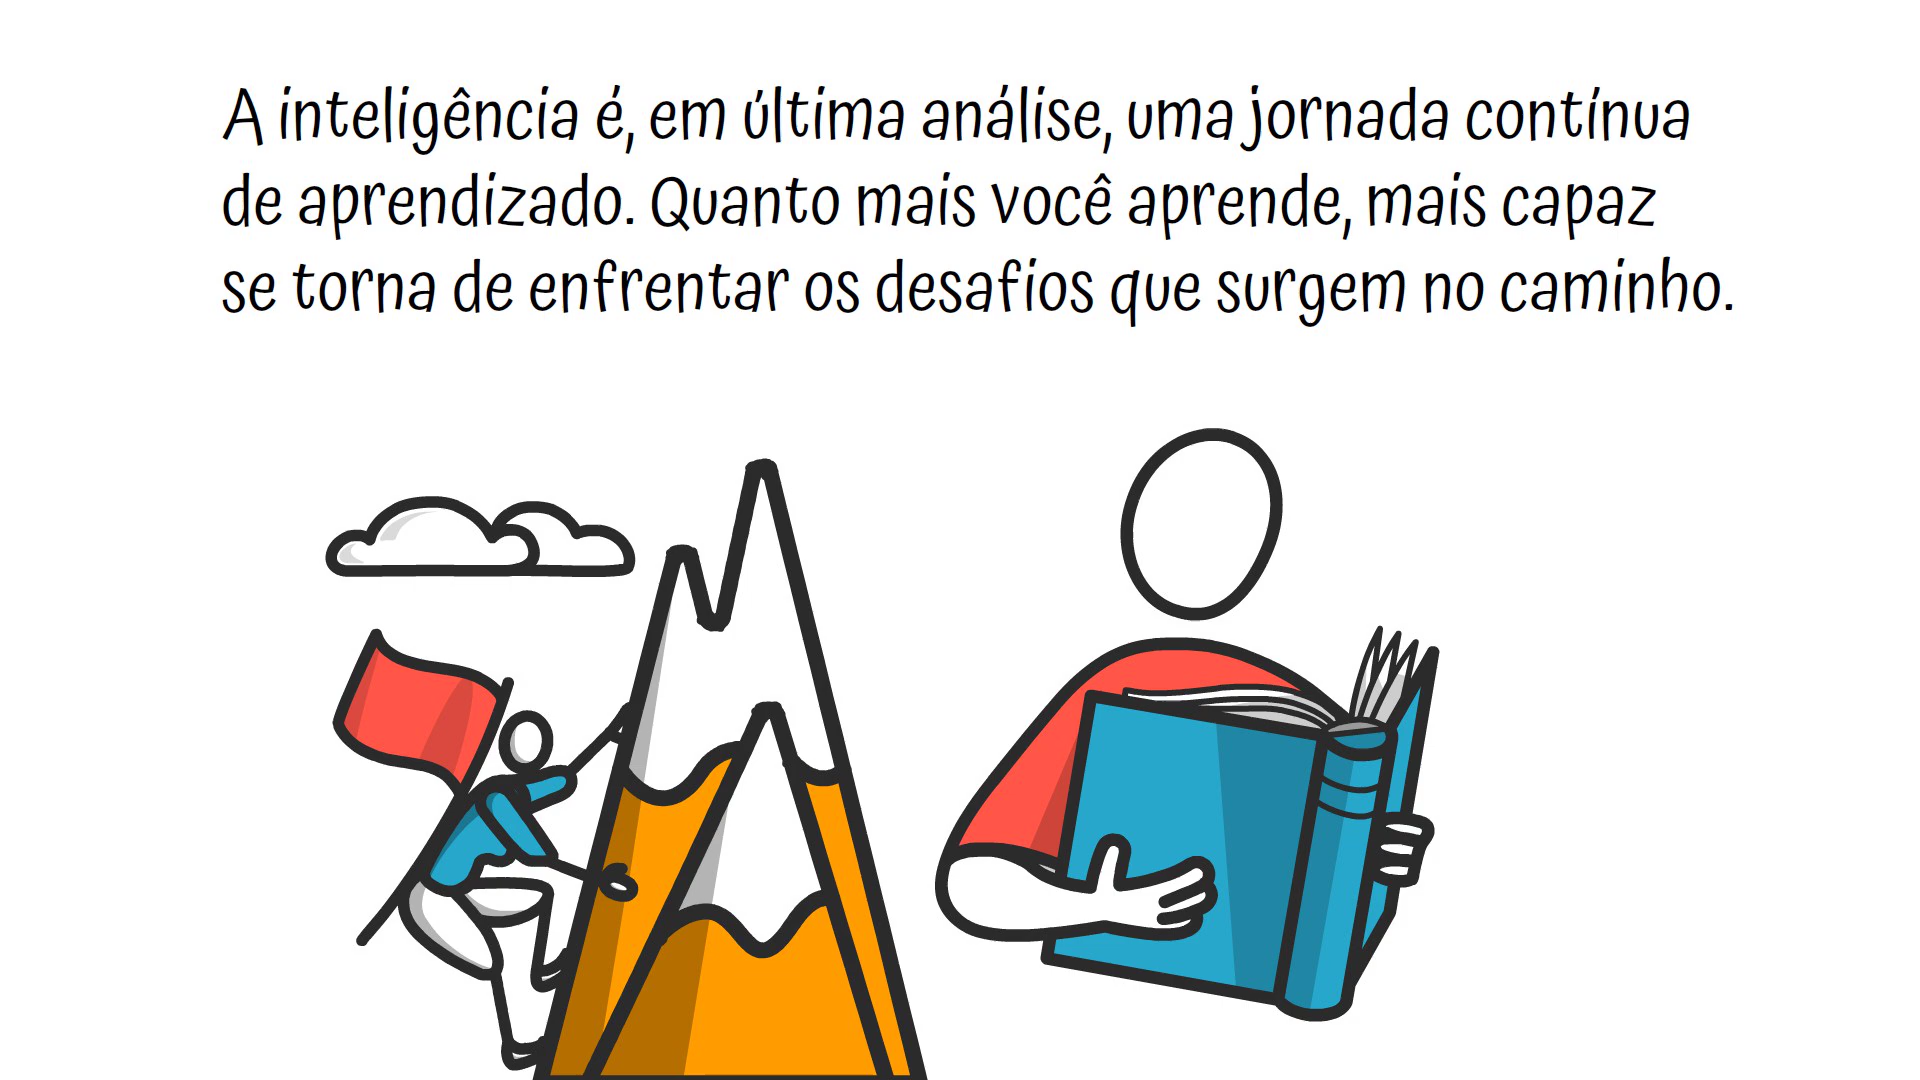 A inteligência é, em última análise, uma jornada contínua
de aprendizado. Quanto mais você aprende, mais capaz
se torna de enfrentar os desafios que surgem no caminho.